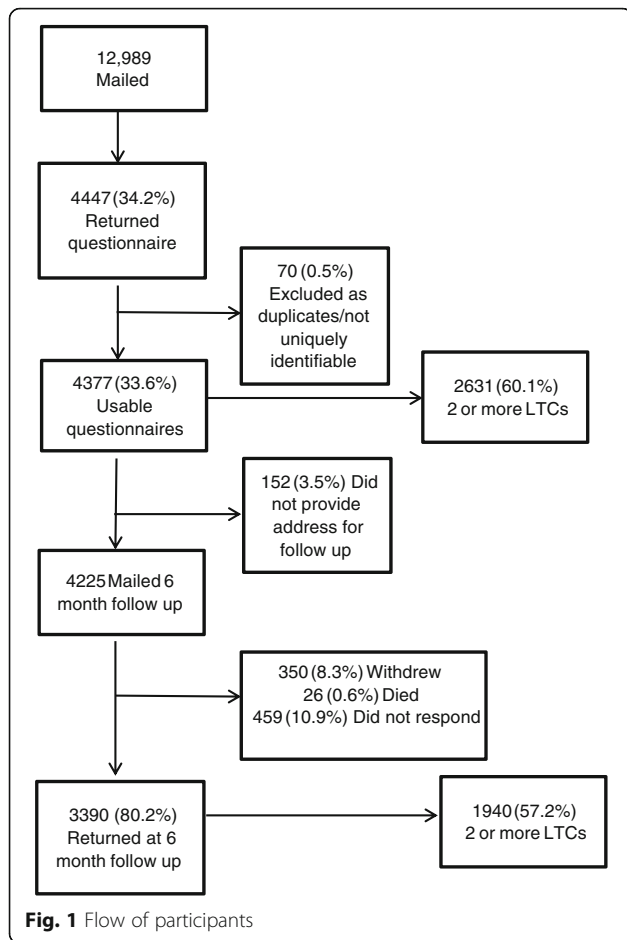 12,989
Mailed
4447 (34.2%)
Returned
questionnaire
70 (0.5%)
Excluded as
duplicates/not
uniquely
identifiable
4377 (33.6%)
Usable
questionnaires
2631 (60.1%)
2 or more LTCs
152 (3.5%) Did
not provide
address for
follow up
4225 Mailed 6
month follow up
350 (8.3%) Withdrew
26 (0.6%) Died
459 (10.9%) Did not respond
3390 (80.2%)
Returned at 6
month follow up
1940 (57.2%)
2 or more LTCs
Fig. 1 Flow of participants